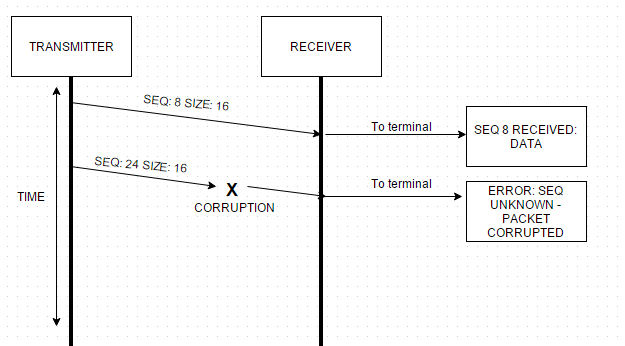 TRANSMITTER
RECEIVER
SEQ: 8 SIZE: 16
To terminal
SEQ 8 RECEIVED:
DATA
SEQ: 24 SIZE: 16
X
CORRUPTION
To terminal
ERROR: SEQ
UNKNOWN -
PACKET
CORRUPTED
TIME